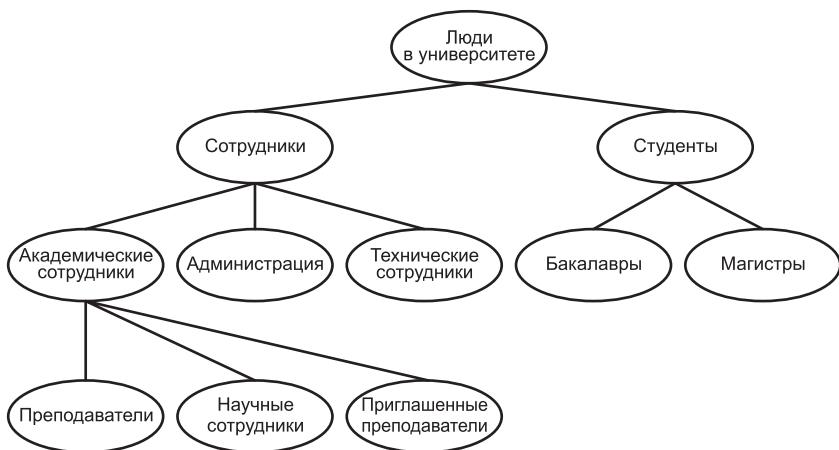 Люди
в университете
Сотрудники
Студенты
Академические
сотрудники
Администрация
Технические
сотрудники
Бакалавры
Магистры
Преподаватели
Научные
сотрудники
Приглашенные
преподаватели